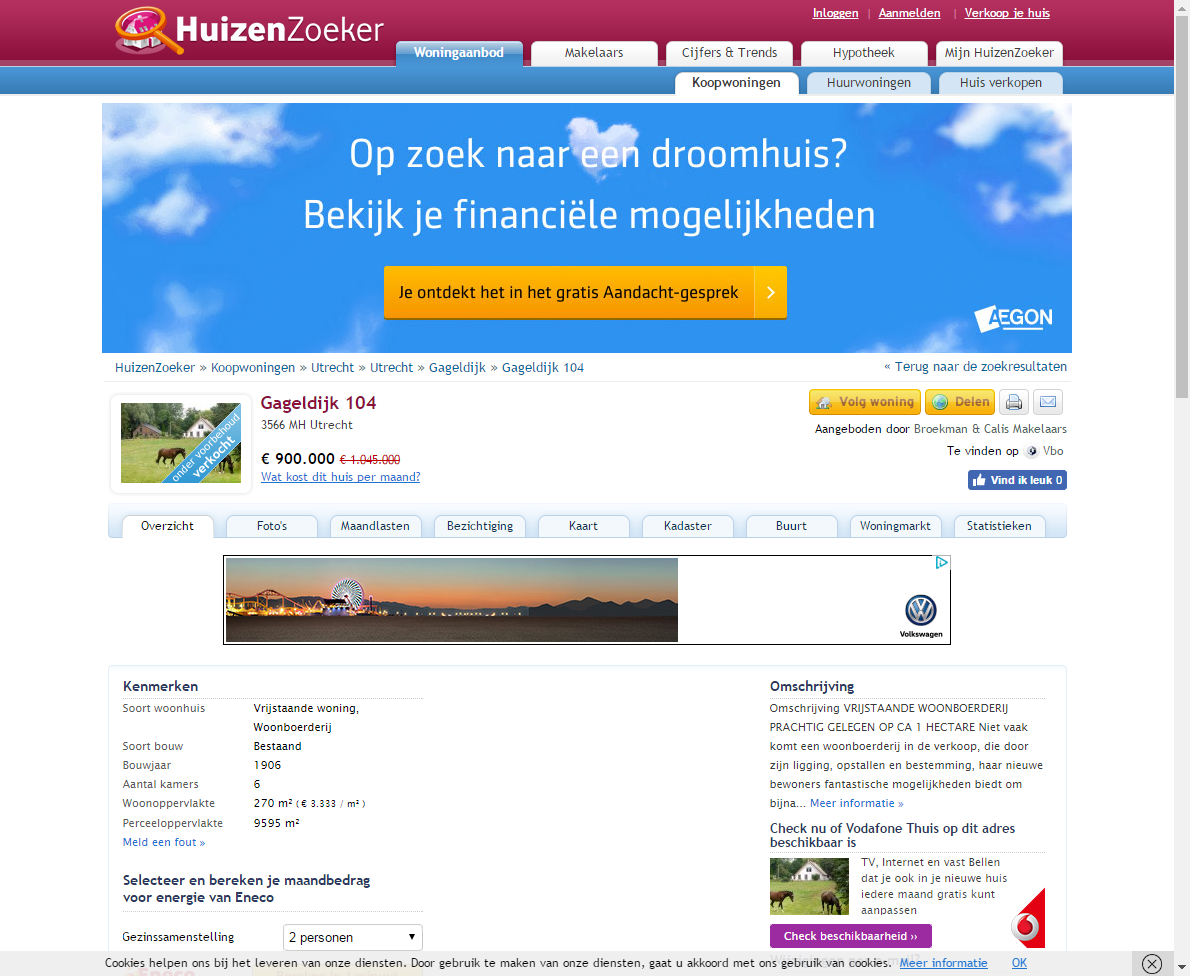 HuizenZoeker
Inloggen | Aanmelden | Verkoop je huis
Woningaanbod Makelaars Cijfers & Trends Hypotheek Mijn HuizenZoeker
Koopwoningen Huurwoningen Huis verkopen
Op zoek naar een droomhuis?
Bekijk je financiële mogelijkheden
Je ontdekt het in het gratis Aandacht-gesprek
AEGON
HuizenZoeker » Koopwoningen » Utrecht » Utrecht » Gageldijk » Gageldijk 104
« Terug naar de zoekresultaten
onder voorbehoud
verkocht
Gageldijk 104
3566 MH Utrecht
€ 900.000 € 1.045.000
Wat kost dit huis per maand?
Volg woning Delen
Aangeboden door Broekman & Calis Makelaars
Te vinden op Vbo
Vind ik leuk 0
Overzicht Foto's Maandlasten Bezichtiging Kaart Kadaster Buurt Woningmarkt Statistieken
Volkswagen
Kenmerken
Soort woonhuis Vrijstaande woning,
Woonboerderij
Soort bouw Bestaand
Bouwjaar 1906
Aantal kamers 6
Woonoppervlakte 270 m² ( € 3.333 / m² )
Perceeloppervlakte 9595 m²
Meld een fout »
Selecteer en bereken je maandbedrag
voor energie van Eneco
Gezinssamenstelling 2 personen
Omschrijving
Omschrijving VRIJSTAANDE WOONBOERDERIJ
PRACHTIG GELEGEN OP CA 1 HECTARE Niet vaak
komt een woonboerderij in de verkoop, die door
zijn ligging, opstallen en bestemming, haar nieuwe
bewoners fantastische mogelijkheden biedt om
bijna... Meer informatie »
Check nu of Vodafone Thuis op dit adres
beschikbaar is
TV, Internet en vast Bellen
dat je ook in je nieuwe huis
iedere maand gratis kunt
aanpassen
Check beschikbaarheid ››
Cookies helpen ons bij het leveren van onze diensten. Door gebruik te maken van onze diensten, gaat u akkoord met ons gebruik van cookies. Meer informatie OK